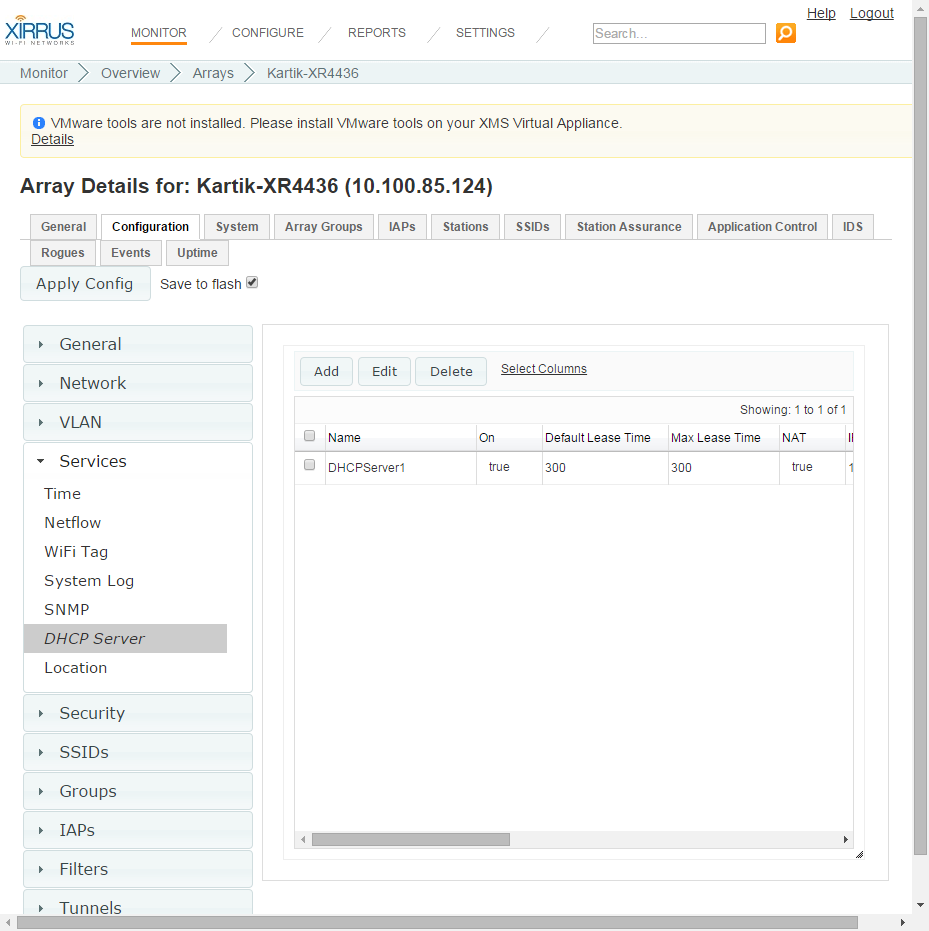 Help Logout
XIRRUS
WI-FI NETWORKS
MONITOR CONFIGURE REPORTS SETTINGS Search...
Monitor Overview Arrays Kartik-XR4436
VMware tools are not installed. Please install VMware tools on your XMS Virtual Appliance.
Details
Array Details for: Kartik-XR4436 (10.100.85.124)
General Configuration System Array Groups IAPs Stations SSIDs Station Assurance Application Control IDS
Rogues Events Uptime
Apply Config Save to flash
General
Network
VLAN
Services
Time
Netflow
WiFi Tag
System Log
SNMP
DHCP Server
Location
Security
SSIDs
Groups
IAPs
Filters
Tunnels
Add Edit Delete Select Columns
Showing: 1 to 1 of 1
Name On Default Lease Time Max Lease Time NAT
DHCPServer1 true 300 300 true